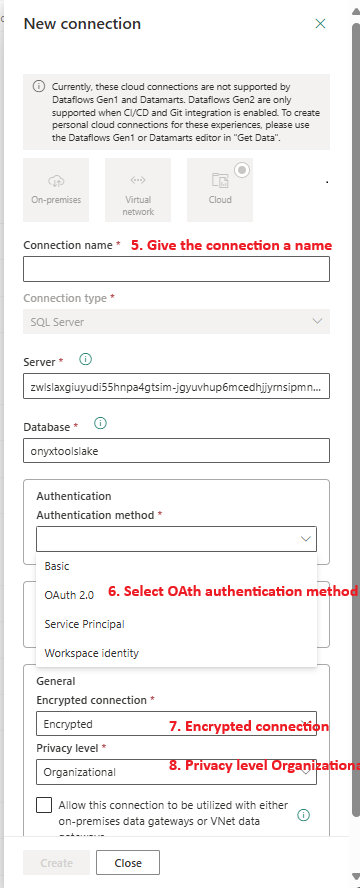 New connection
Currently, these cloud connections are not supported by
Dataflows Gen1 and Datamarts. Dataflows Gen2 are only
supported when CI/CD and Git integration is enabled. To create
personal cloud connections for these experiences, please use
the Dataflows Gen1 or Datamarts editor in "Get Data".
On-premises
Virtual
network
Cloud
Connection name * 5. Give the connection a name
Connection type *
SQL Server
Server *
zwlslaxgiuyudi55hnpa4gtsim-jgyuvhup6mcedhjjyrnsipmn...
Database *
onyxtoolslake
Authentication
Authentication method *
Basic
OAuth 2.0 6. Select OAth authentication method
Service Principal
Workspace identity
General
Encrypted connection *
Encrypted 7. Encrypted connection
Privacy level *
Organizational 8. Privacy level Organizationa
Allow this connection to be utilized with either
on-premises data gateways or VNet data
gateways
Create
Close